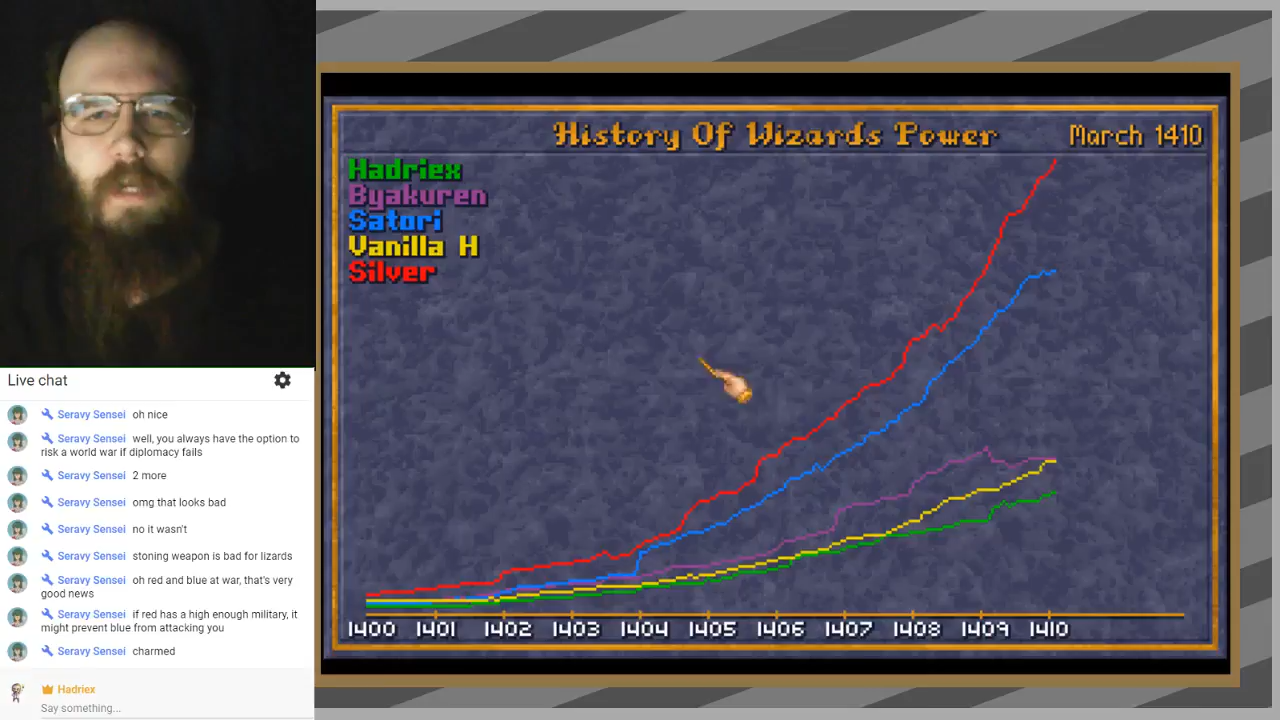 History Of Wizards Power
March 1410
Hadriex
Byakuren
Satori
Vanilla H
Silver
1400 1401 1402 1403 1404 1405 1406 1407 1408 1409 1410
Live chat
Seravy Sensei oh nice
Seravy Sensei well, you always have the option to
risk a world war if diplomacy fails
Seravy Sensei 2 more
Seravy Sensei omg that looks bad
Seravy Sensei no it wasn't
Seravy Sensei stoning weapon is bad for lizards
Seravy Sensei oh red and blue at war, that's very
good news
Seravy Sensei if red has a high enough military, it
might prevent blue from attacking you
Seravy Sensei charmed
Hadriex
Say something...